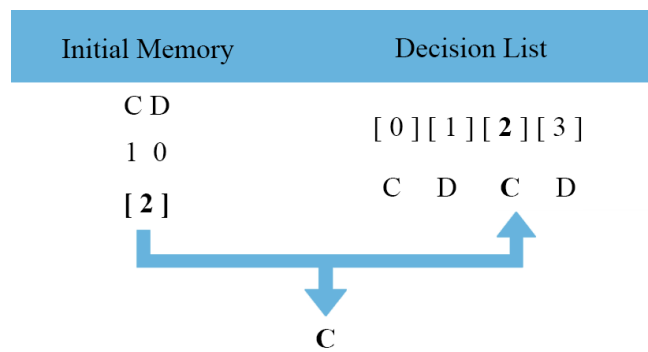 Initial Memory Decision List
C D
1 0
[ 2 ]
[ 0 ] [ 1 ] [ 2 ] [ 3 ]
C D C D
C